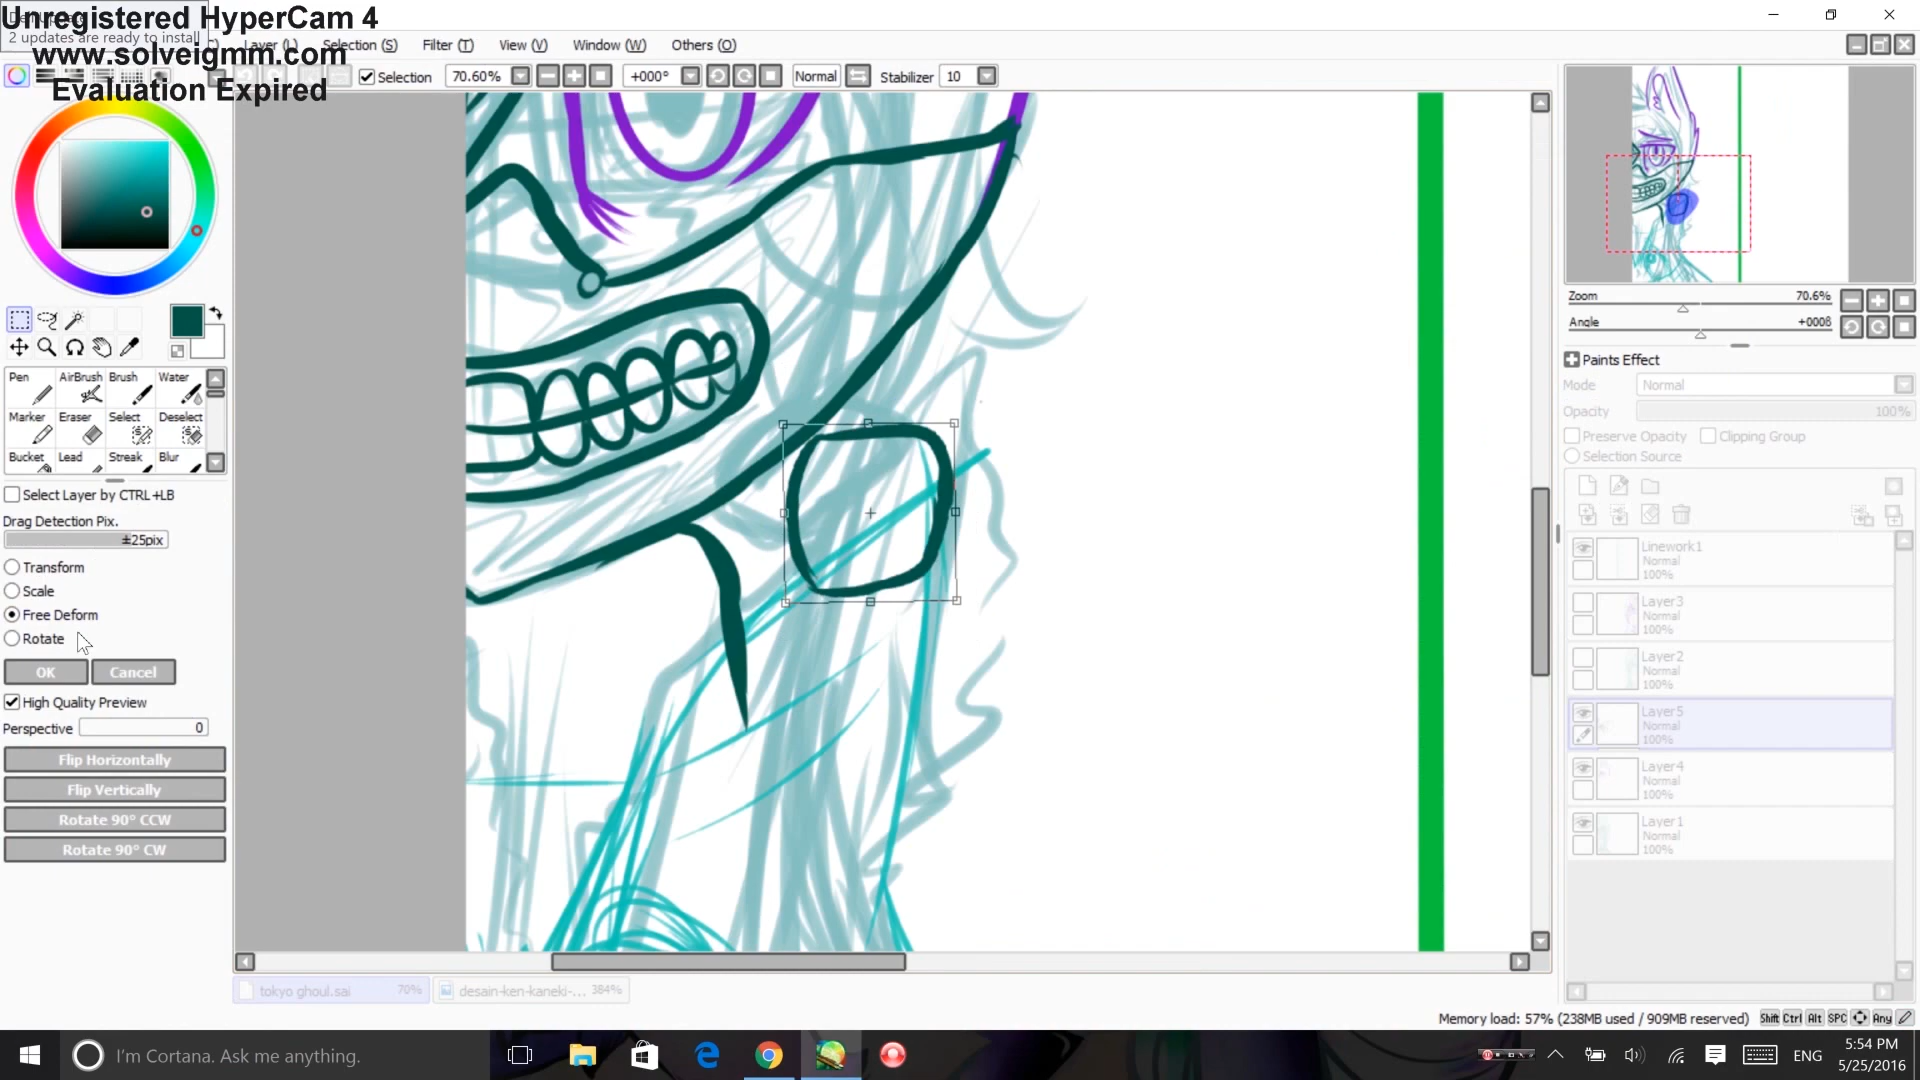 Unregistered HyperCam 4
2 updates are ready to install
www.solveigmm.com
Evaluation Expired
Layer (L) Selection (S) Filter (T) View (V) Window (W) Others (O)
Selection 70.60% +000° Normal Stabilizer 10
Zoom 70.6%
Angle +000δ
Paints Effect
Mode Normal
Opacity 100%
Preserve Opacity Clipping Group
Selection Source
Pen AirBrush Brush Water
Marker Eraser Select Deselect
Bucket Lead Streak Blur
Select Layer by CTRL+LB
Drag Detection Pix.
±25pix
Transform
Scale
Free Deform
Rotate
OK Cancel
High Quality Preview
Perspective 0
Flip Horizontally
Flip Vertically
Rotate 90° CCW
Rotate 90° CW
Linework1
Normal
100%
Layer3
Normal
100%
Layer2
Normal
100%
Layer5
Normal
100%
Layer4
Normal
100%
Layer1
Normal
100%
tokyo ghoul.sai 70% desain-ken-kaneki-... 384%
Memory load: 57% (238MB used / 909MB reserved) Shift Ctrl Alt SPC Any
I'm Cortana. Ask me anything.
ENG
5:54 PM
5/25/2016